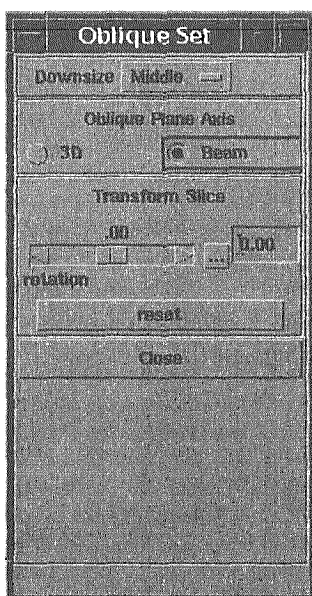 Oblique Set
Downsize Middle
Oblique Plane Axis
3D Beam
Transform Slice
.00
... 0.00
rotation
reset
Close